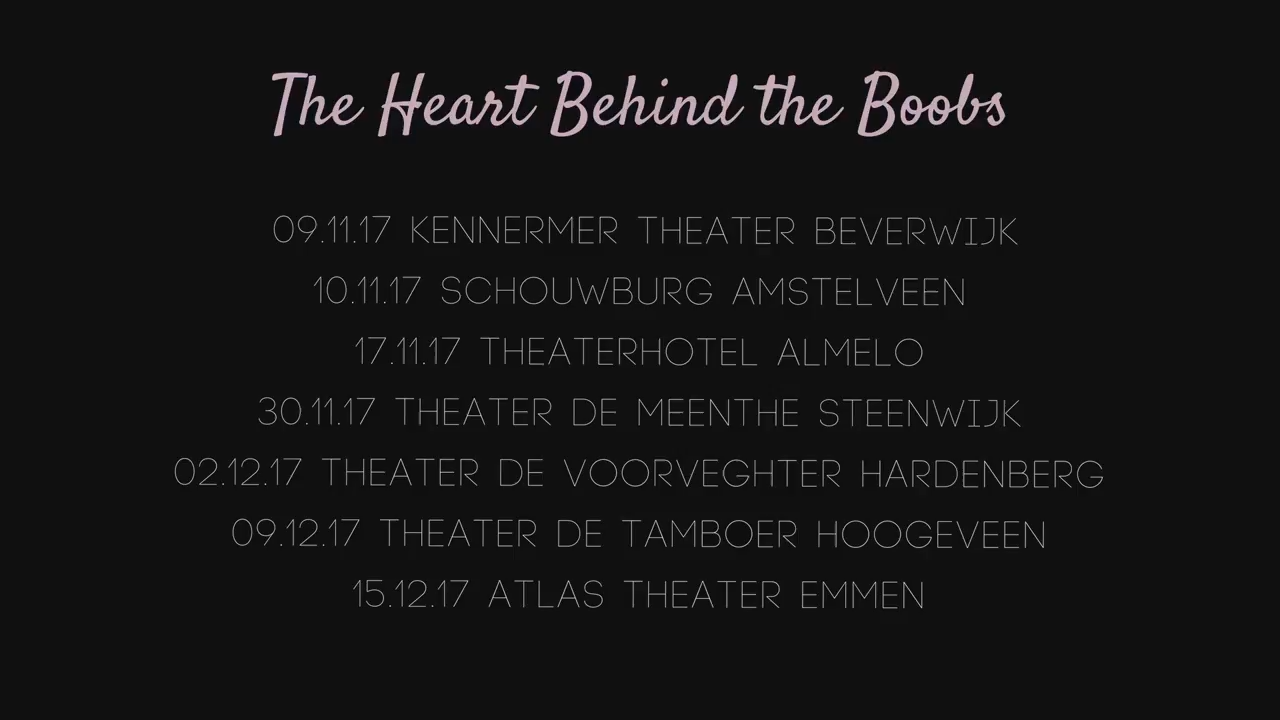 The Heart Behind the Boobs
09.11.17 KENNERMER THEATER BEVERWIJK
10.11.17 SCHOUWBURG AMSTELVEEN
17.11.17 THEATERHOTEL ALMELO
30.11.17 THEATER DE MEENTHE STEENWIJK
02.12.17 THEATER DE VOORVEGHTER HARDENBERG
09.12.17 THEATER DE TAMBOER HOOGEVEEN
15.12.17 ATLAS THEATER EMMEN